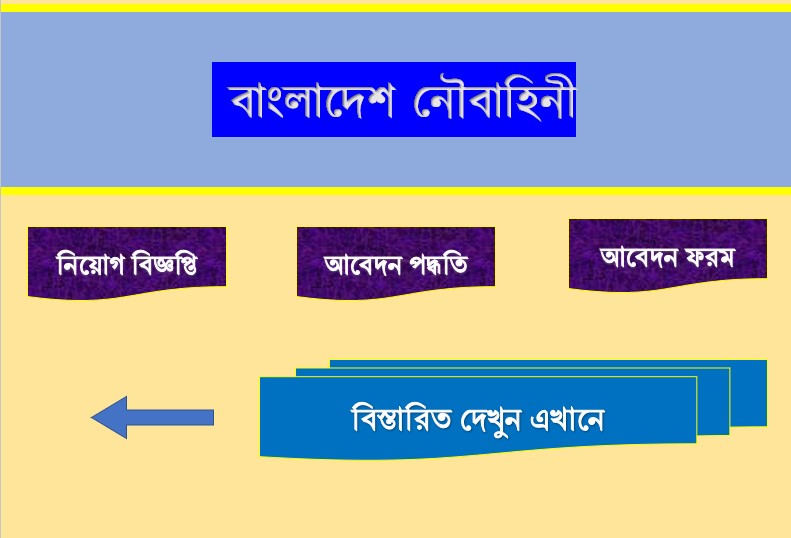 বাংলাদেশ নৌবাহিনী
নিয়োগ বিজ্ঞপ্তি
আবেদন পদ্ধতি
আবেদন ফরম
বিস্তারিত দেখুন এখানে